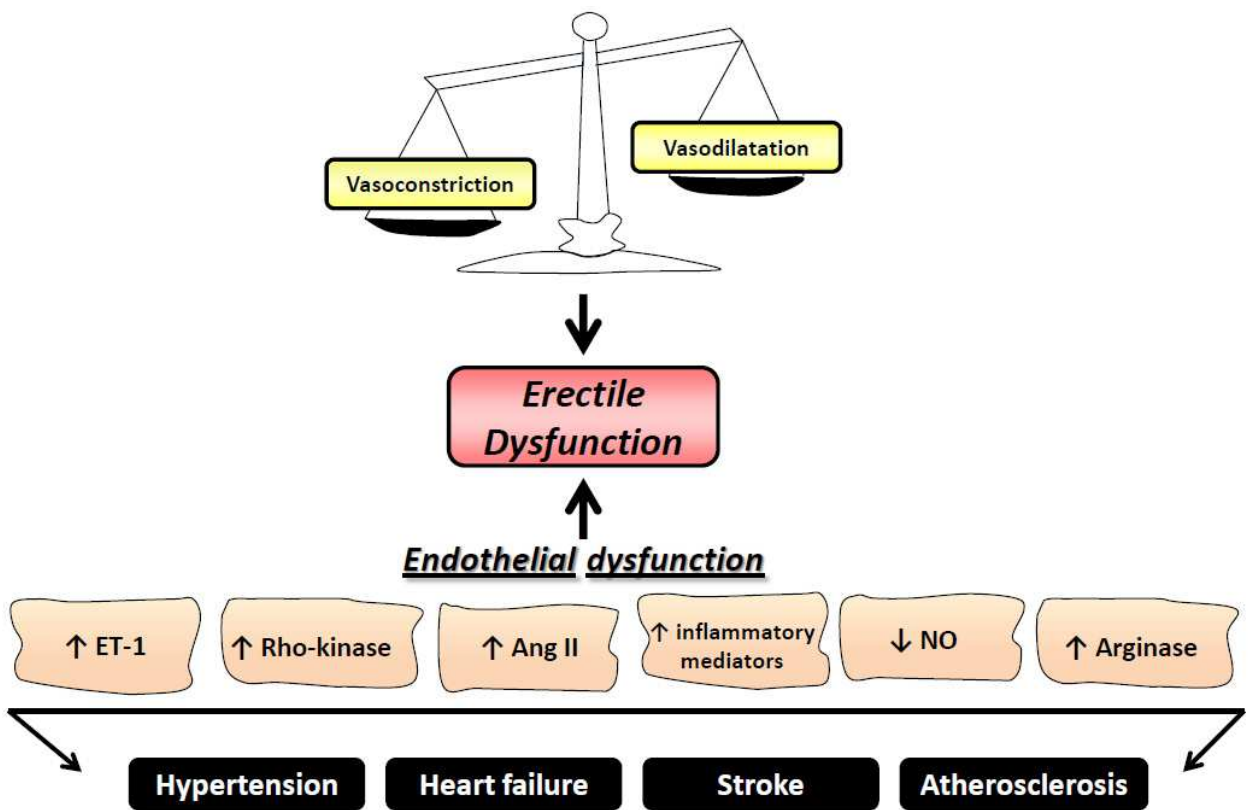 Vasodilatation
Vasoconstriction
Erectile
Dysfunction
Endothelial dysfunction
↑ ET-1
↑ Rho-kinase
↑ Ang II
↑ inflammatory
mediators
↓ NO
↑ Arginase
Hypertension
Heart failure
Stroke
Atherosclerosis